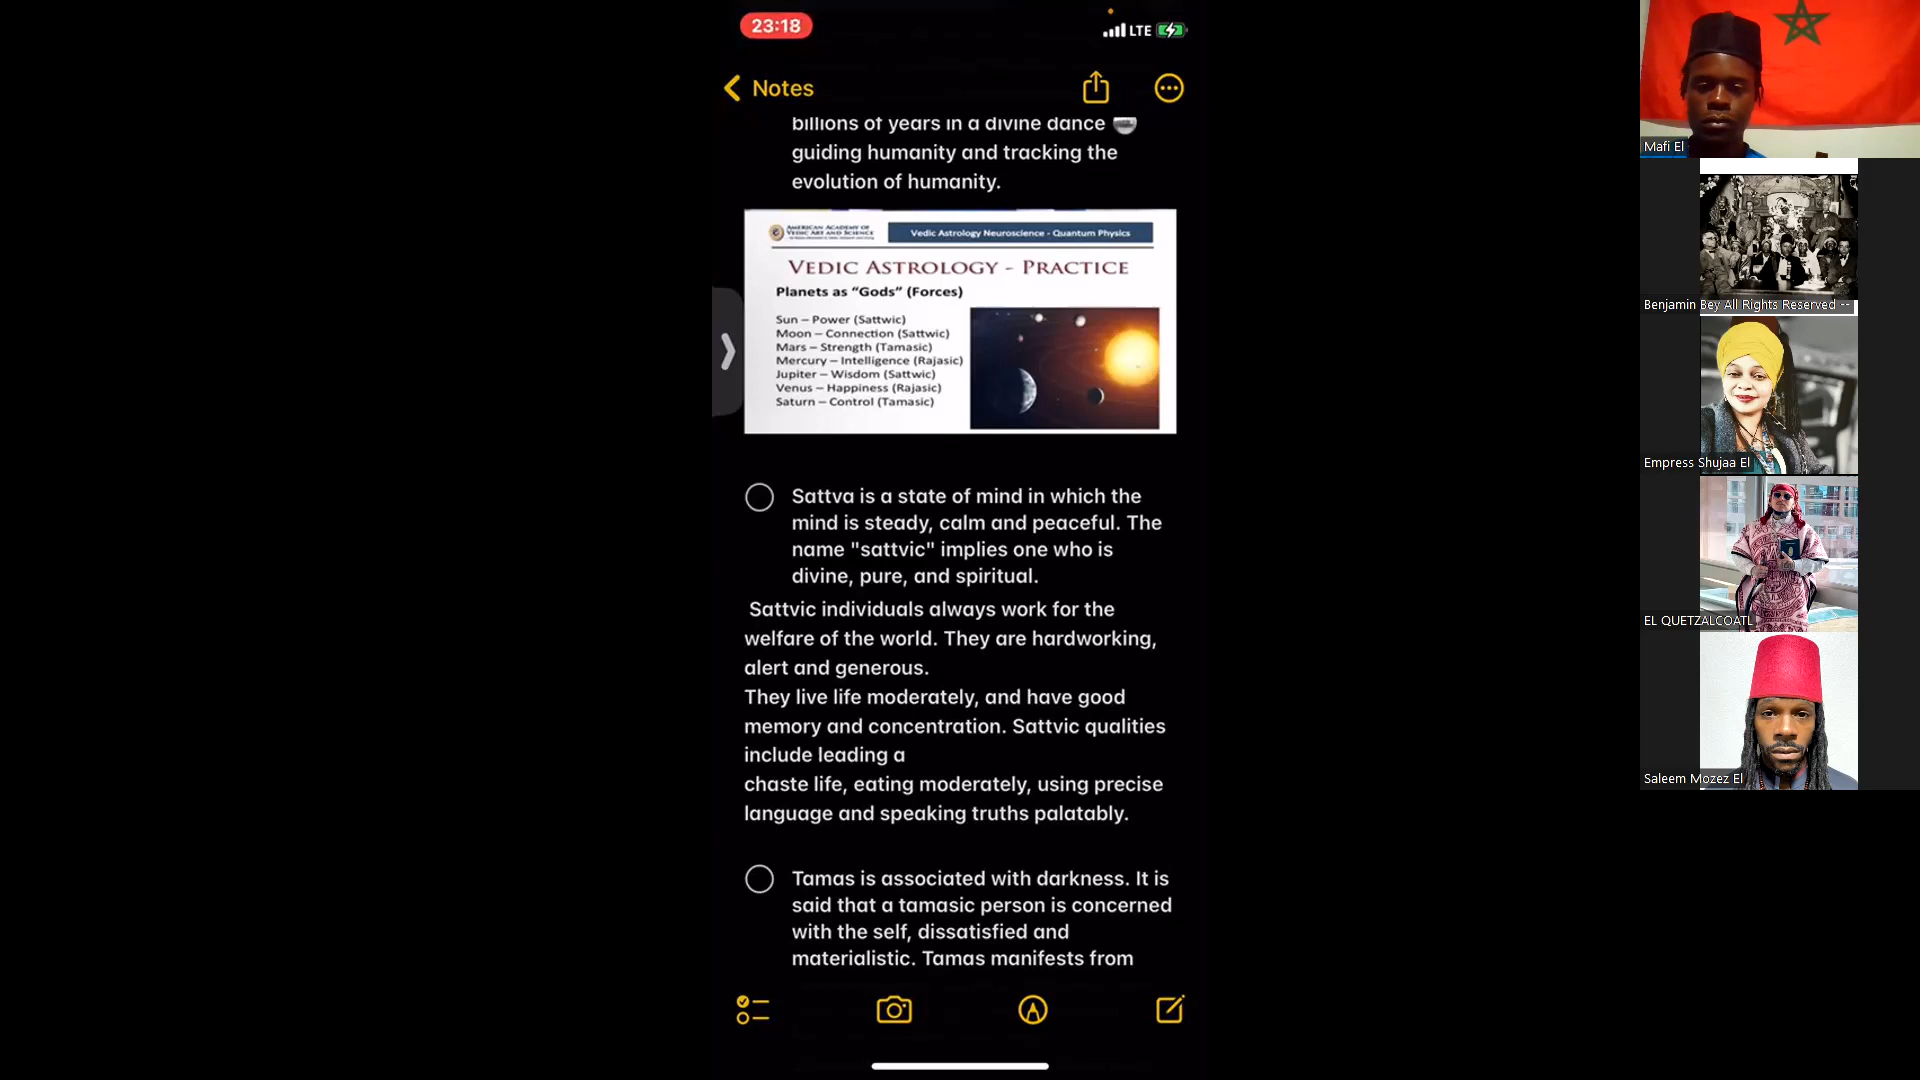 23:18
LTE
Notes
billions of years in a divine dance
guiding humanity and tracking the
evolution of humanity.
AMERICAN ACADEMY OF
VEDIC ART AND SCIENCE
Vedic Astrology Neuroscience - Quantum Physics
VEDIC ASTROLOGY - PRACTICE
Planets as “Gods” (Forces)
Sun – Power (Sattwic)
Moon – Connection (Sattwic)
Mars – Strength (Tamasic)
Mercury – Intelligence (Rajasic)
Jupiter – Wisdom (Sattwic)
Venus – Happiness (Rajasic)
Saturn – Control (Tamasic)
Sattva is a state of mind in which the
mind is steady, calm and peaceful. The
name "sattvic" implies one who is
divine, pure, and spiritual.
Sattvic individuals always work for the
welfare of the world. They are hardworking,
alert and generous.
They live life moderately, and have good
memory and concentration. Sattvic qualities
include leading a
chaste life, eating moderately, using precise
language and speaking truths palatably.
Tamas is associated with darkness. It is
said that a tamasic person is concerned
with the self, dissatisfied and
materialistic. Tamas manifests from
Mafi El
Benjamin Bey All Rights Reserved --
Empress Shujaa El
EL QUETZALCOATL
Saleem Mozez El